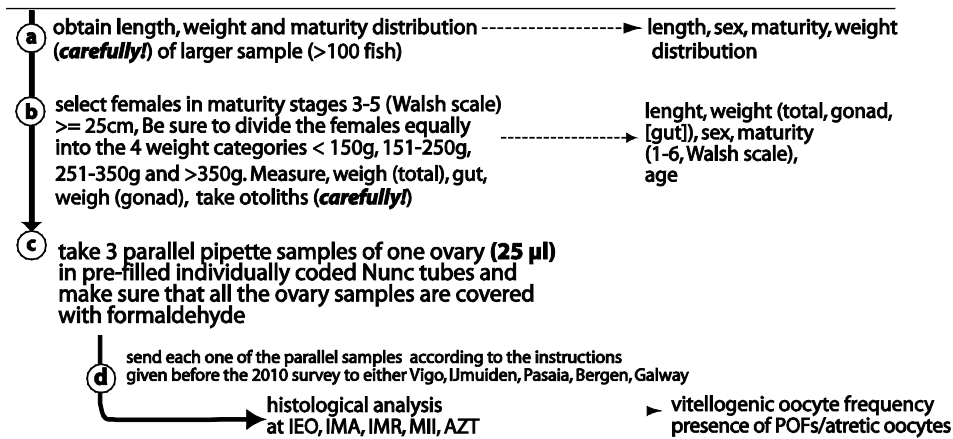 a obtain length, weight and maturity distribution
(carefully!) of larger sample (>100 fish)
length, sex, maturity, weight
distribution
b select females in maturity stages 3-5 (Walsh scale)
>= 25cm, Be sure to divide the females equally
into the 4 weight categories < 150g, 151-250g,
251-350g and >350g. Measure, weigh (total), gut,
weigh (gonad), take otoliths (carefully!)
lenght, weight (total, gonad,
[gut]), sex, maturity
(1-6, Walsh scale),
age
c take 3 parallel pipette samples of one ovary (25 µl)
in pre-filled individually coded Nunc tubes and
make sure that all the ovary samples are covered
with formaldehyde
d send each one of the parallel samples according to the instructions
given before the 2010 survey to either Vigo, IJmuiden, Pasaia, Bergen, Galway
histological analysis
at IEO, IMA, IMR, MII, AZT
vitellogenic oocyte frequency
presence of POFs/atretic oocytes